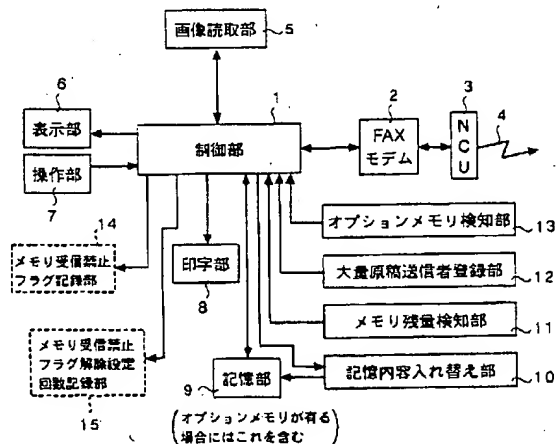 画像読取部
5
6
表示部
1
制御部
2
FAX
モデム
3
NCU
4
操作部
7
14
メモリ受信禁止
フラグ記録部
印字部
8
オプションメモリ検知部
13
大量原稿送信者登録部
12
メモリ残量検知部
11
メモリ受信禁止
フラグ解除設定
回数記録部
15
9
記憶部
記憶内容入れ替え部
10
(オプションメモリが有る
場合にはこれを含む